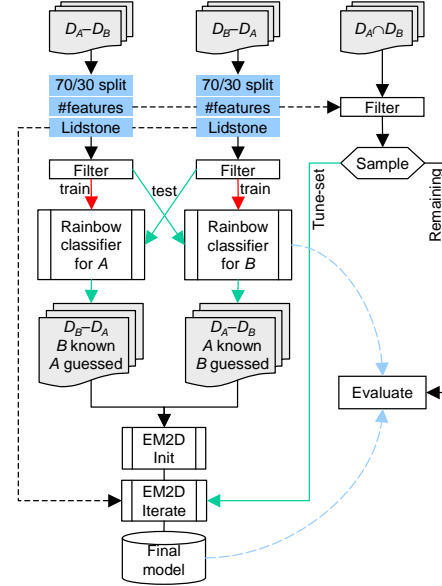 D_A–D_B
D_B–D_A
D_A∩D_B
70/30 split
70/30 split
#features
#features
Lidstone
Lidstone
Filter
Filter
Filter
Sample
train
test
train
Tune-set
Remaining
Rainbow
classifier
for A
Rainbow
classifier
for B
D_B–D_A
B known
A guessed
D_A–D_B
A known
B guessed
Evaluate
EM2D
Init
EM2D
Iterate
Final
model